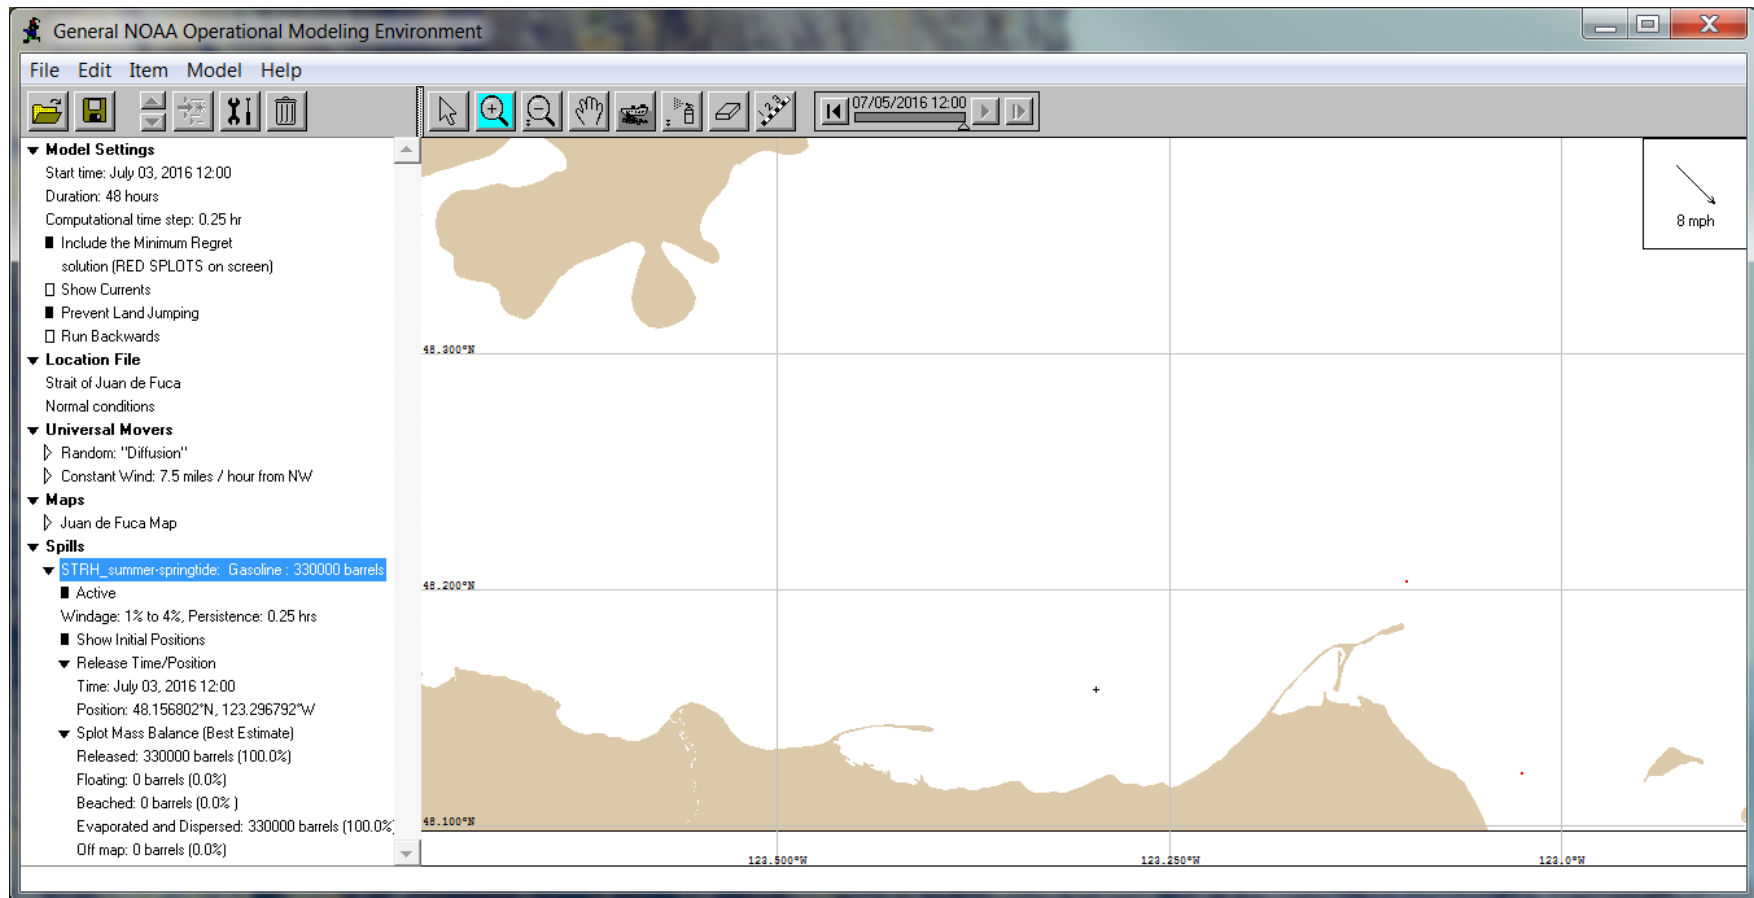 General NOAA Operational Modeling Environment
File Edit Item Model Help
07/05/2016 12:00
Model Settings
Start time: July 03, 2016 12:00
Duration: 48 hours
Computational time step: 0.25 hr
Include the Minimum Regret
solution (RED SPLOTS on screen)
Show Currents
Prevent Land Jumping
Run Backwards
Location File
Strait of Juan de Fuca
Normal conditions
Universal Movers
Random: "Diffusion"
Constant Wind: 7.5 miles / hour from NW
Maps
Juan de Fuca Map
Spills
STRH_summer-springtide: Gasoline : 330000 barrels
Active
Windage: 1% to 4%, Persistence: 0.25 hrs
Show Initial Positions
Release Time/Position
Time: July 03, 2016 12:00
Position: 48.156802°N, 123.296792°W
Splot Mass Balance (Best Estimate)
Released: 330000 barrels (100.0%)
Floating: 0 barrels (0.0%)
Beached: 0 barrels (0.0% )
Evaporated and Dispersed: 330000 barrels (100.0%)
Off map: 0 barrels (0.0%)
8 mph
48.300°N
48.200°N
48.100°N
123.500°W 123.250°W 123.0°W